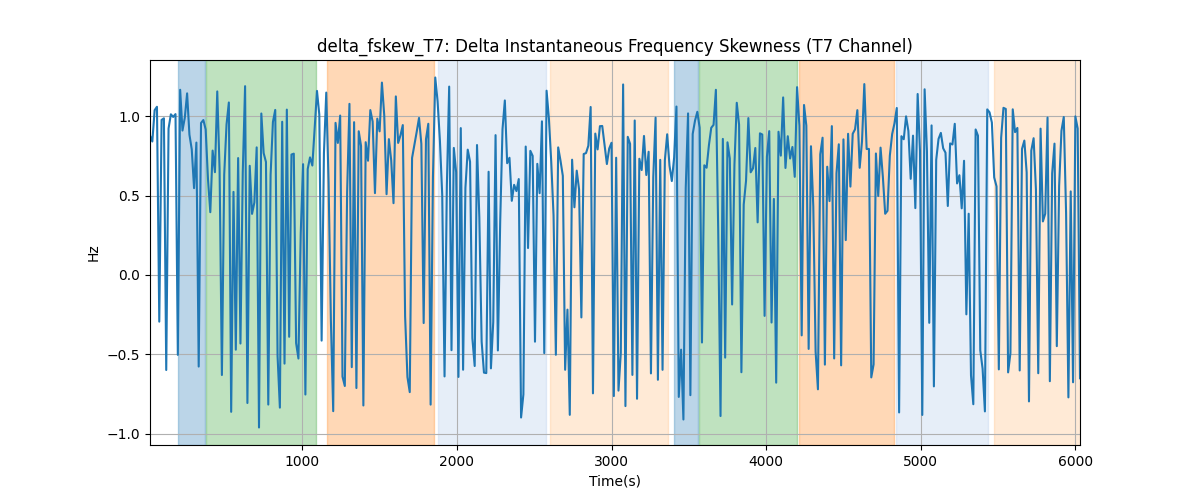 delta_fskew_T7: Delta Instantaneous Frequency Skewness (T7 Channel)
1.0
0.5
0.0
−0.5
−1.0
Hz
1000 2000 3000 4000 5000 6000
Time(s)